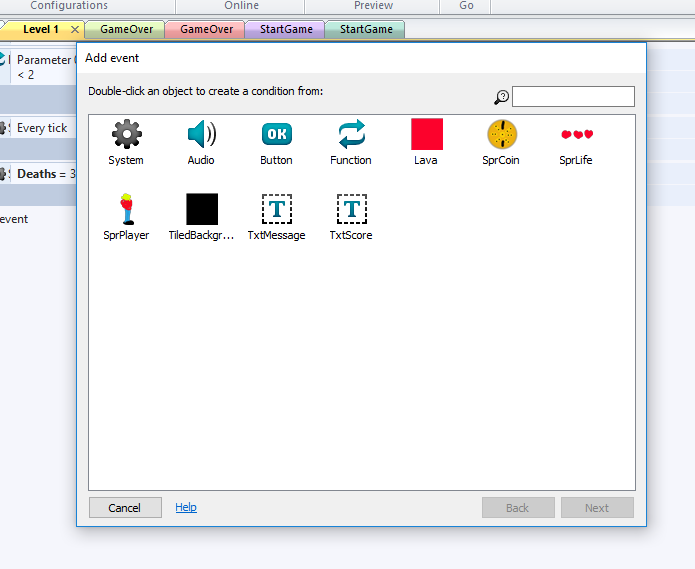 Configurations Online Preview Go
Level 1 GameOver GameOver StartGame StartGame
Parameter
< 2
Every tick
Deaths = 3
event
Add event
Double-click an object to create a condition from:
System Audio Button Function Lava SprCoin SprLife
OK
SprPlayer TiledBackgr... TxtMessage TxtScore
T T
Cancel Help Back Next